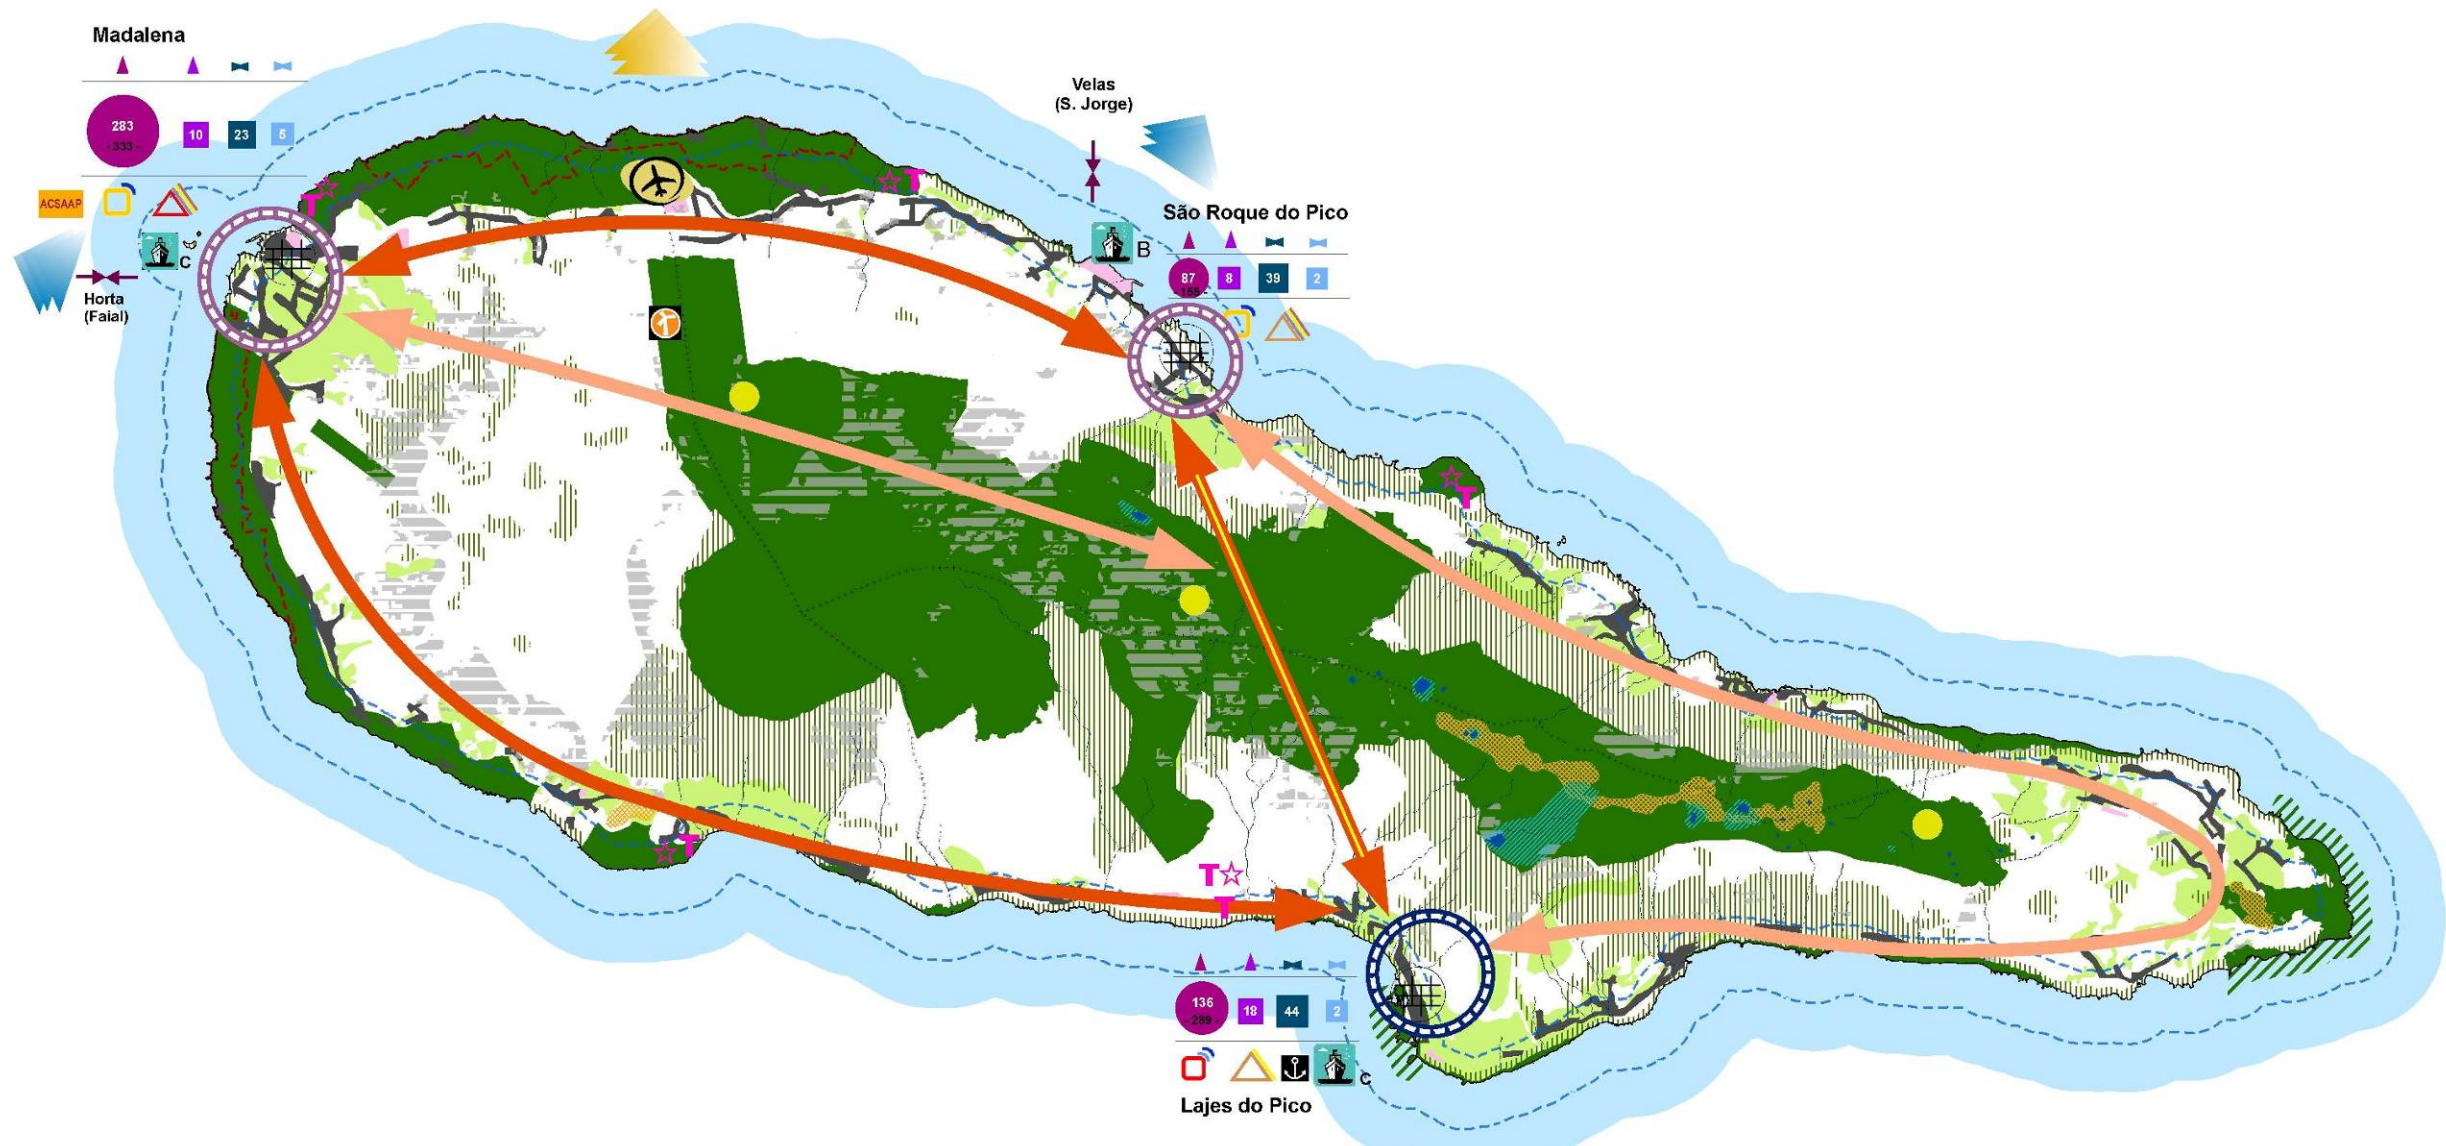 Madalena
283
- 333 -
10
23
5
ACSAAP
T
C
Horta
(Faial)
T
Velas
(S. Jorge)
B
São Roque do Pico
87
- 155 -
8
39
2
T
T
T
T
136
- 289 -
18
44
2
C
Lajes do Pico